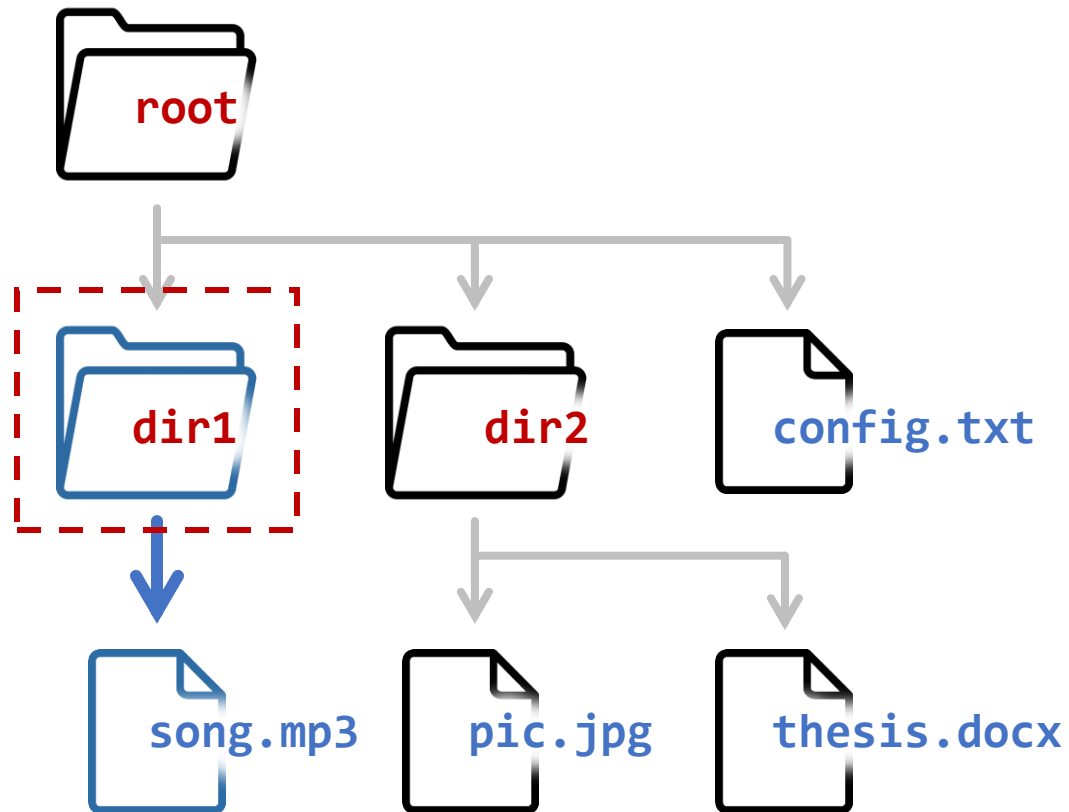 root
dir1
dir2
config.txt
song.mp3
pic.jpg
thesis.docx